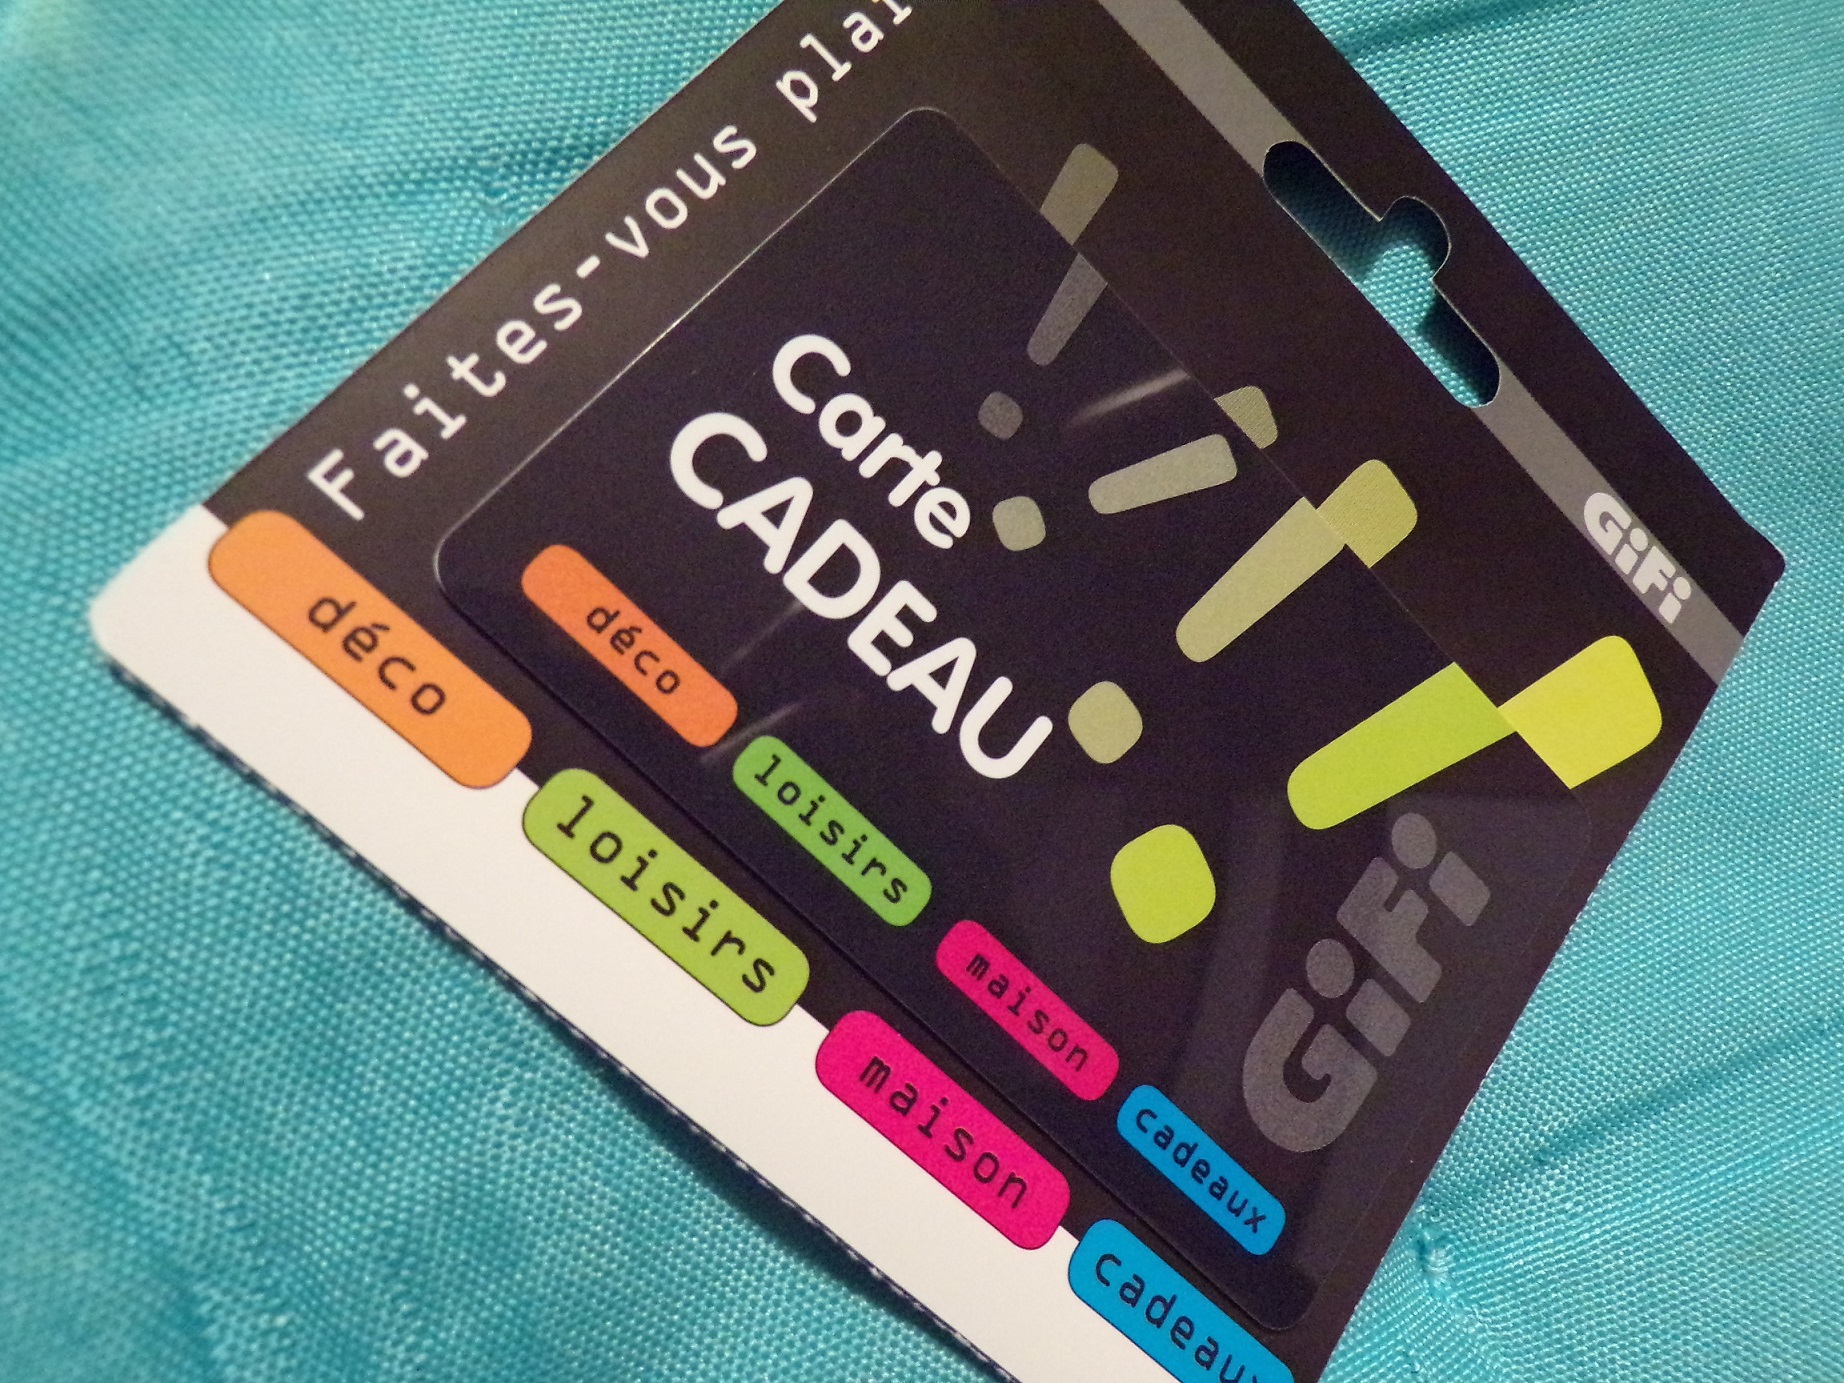 Faites-vous plai
GiFi
Carte
CADEAU
déco
loisirs
maison
cadeaux
GiFi
déco
loisirs
maison
cadeaux